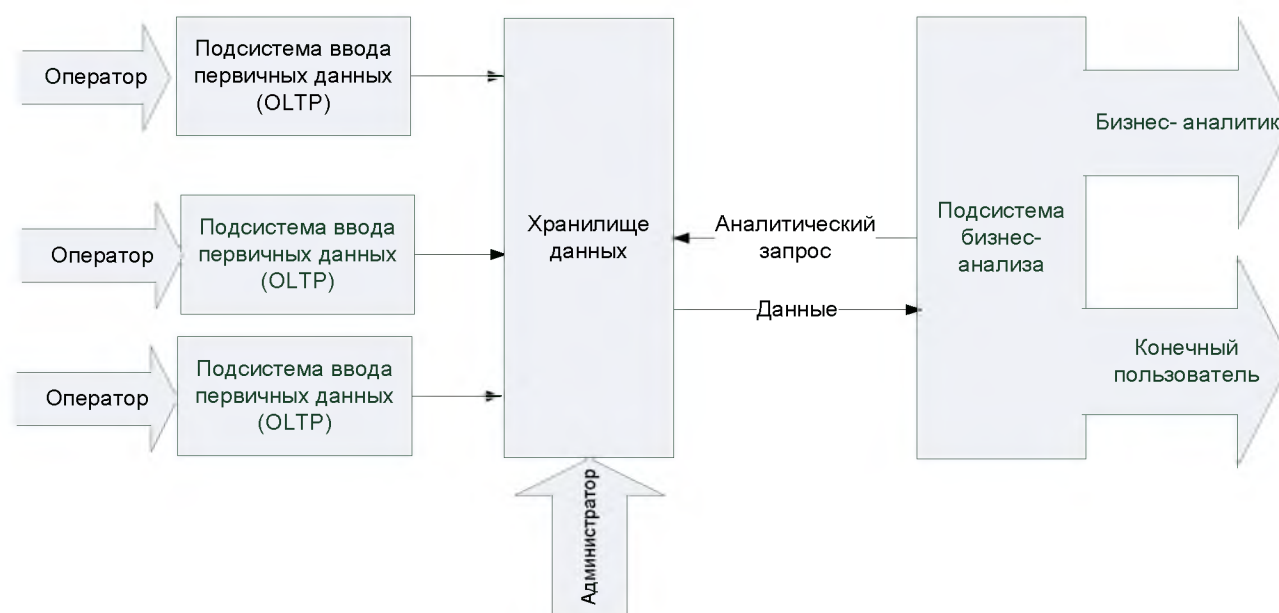 Оператор
Подсистема ввода
первичных данных
(OLTP)
Оператор
Подсистема ввода
первичных данных
(OLTP)
Оператор
Подсистема ввода
первичных данных
(OLTP)
Хранилище
данных
Администратор
Аналитический
запрос
Данные
Подсистема
бизнес-
анализа
Бизнес- аналитик
Конечный
пользователь